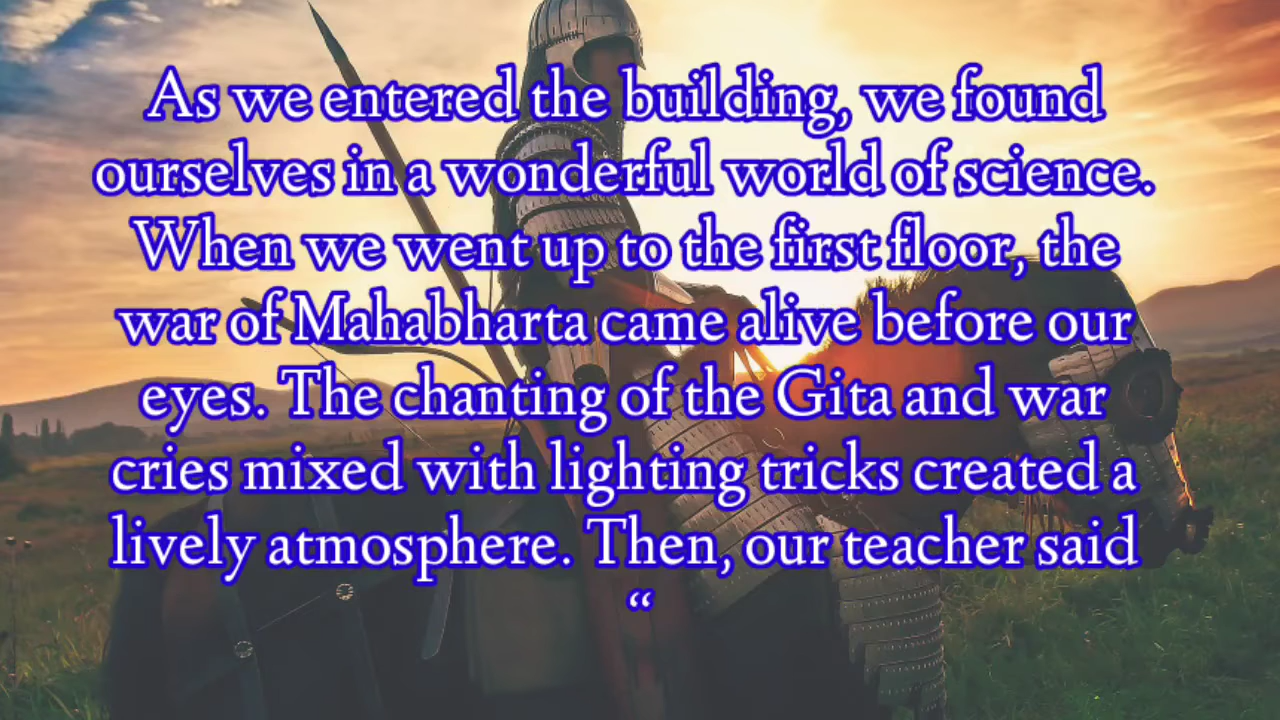 As we entered the building, we found
ourselves in a wonderful world of science.
When we went up to the first floor, the
war of Mahabharta came alive before our
eyes. The chanting of the Gita and war
cries mixed with lighting tricks created a
lively atmosphere. Then, our teacher said
“